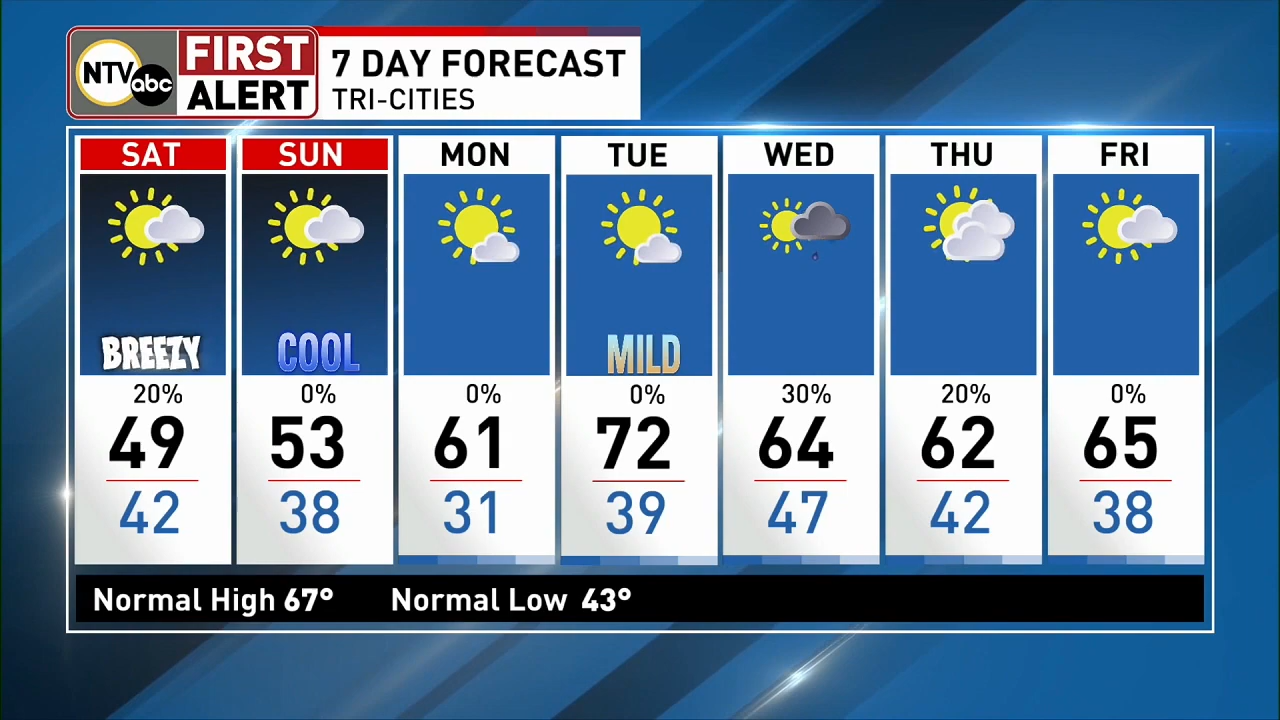 NTV abc FIRST ALERT
7 DAY FORECAST
TRI-CITIES
SAT SUN MON TUE WED THU FRI
BREEZY COOL MILD
20% 0% 0% 0% 30% 20% 0%
49 53 61 72 64 62 65
42 38 31 39 47 42 38
Normal High 67° Normal Low 43°